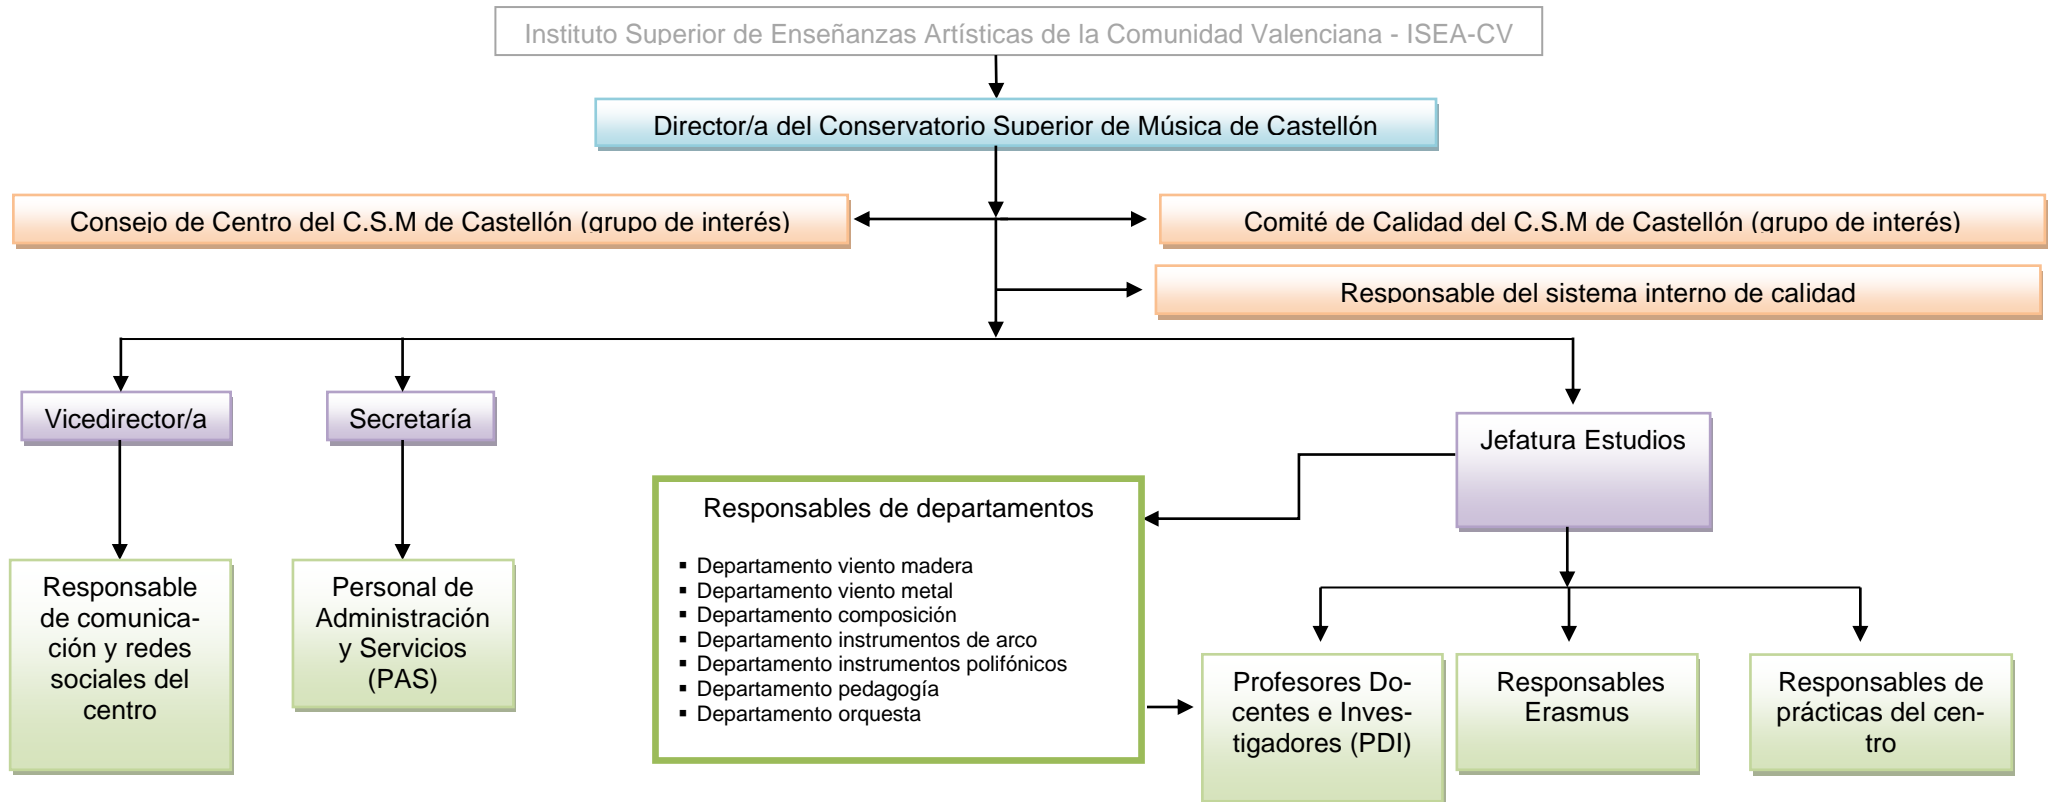 Instituto Superior de Enseñanzas Artísticas de la Comunidad Valenciana - ISEA-CV
Director/a del Conservatorio Superior de Música de Castellón
Consejo de Centro del C.S.M de Castellón (grupo de interés)
Comité de Calidad del C.S.M de Castellón (grupo de interés)
Responsable del sistema interno de calidad
Vicedirector/a
Secretaría
Jefatura Estudios
Responsables de departamentos
▪ Departamento viento madera
▪ Departamento viento metal
▪ Departamento composición
▪ Departamento instrumentos de arco
▪ Departamento instrumentos polifónicos
▪ Departamento pedagogía
▪ Departamento orquesta
Responsable
de comunica-
ción y redes
sociales del
centro
Personal de
Administración
y Servicios
(PAS)
Profesores Do-
centes e Inves-
tigadores (PDI)
Responsables
Erasmus
Responsables de
prácticas del cen-
tro